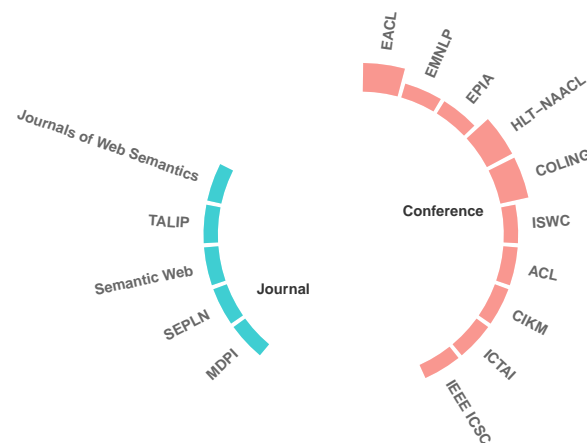 EACL
EMNLP
EPIA
HLT−NAACL
COLING
ISWC
ACL
CIKM
ICTAI
IEEE ICSC
Conference
Journals of Web Semantics
TALIP
Semantic Web
SEPLN
MDPI
Journal